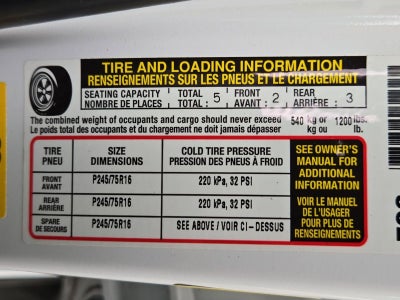 TIRE AND LOADING INFORMATION
RENSEIGNEMENTS SUR LES PNEUS ET LE CHARGEMENT
SEATING CAPACITY TOTAL FRONT REAR
NOMBRE DE PLACES TOTAL : 5 AVANT : 2 ARRIÈRE : 3
The combined weight of occupants and cargo should never exceed 540 kg or 1200 lbs.
Le poids total des occupants et du chargement ne doit jamais dépasser kg ou lb.
TIRE SIZE COLD TIRE PRESSURE
PNEU DIMENSIONS PRESSION DES PNEUS À FROID
FRONT P245/75R16 220 kPa, 32 PSI
AVANT
REAR P245/75R16 220 kPa, 32 PSI
ARRIÈRE
SPARE P245/75R16 SEE ABOVE / VOIR CI-DESSUS
DE SECOURS
SEE OWNER'S
MANUAL FOR
ADDITIONAL
INFORMATION
VOIR LE MANUEL
DE L'USAGER
POUR PLUS DE
RENSEIGNEMENTS